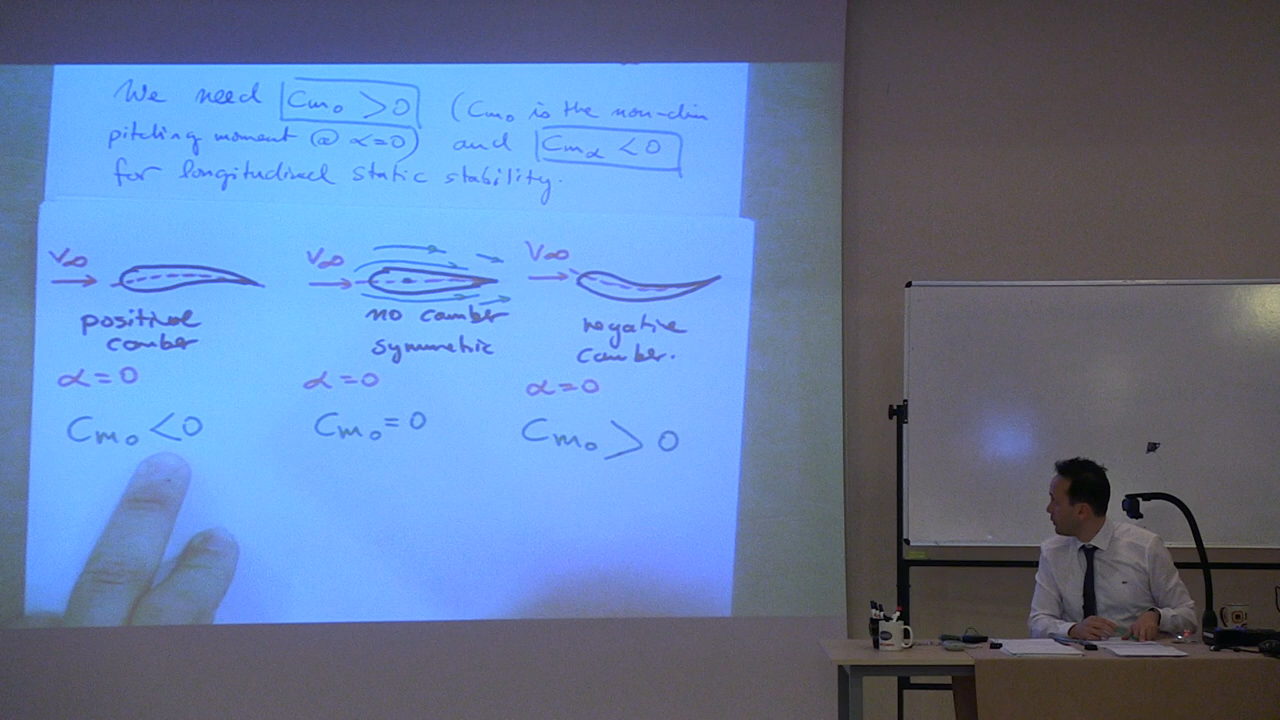 We need Cm₀ > 0 (Cm₀ is the non-dim
pitching moment @ α=0) and Cmα < 0
for longitudinal static stability.
V∞ V∞ V∞
positive no camber negative
camber symmetric camber.
α=0 α=0 α=0
Cm₀<0 Cm₀=0 Cm₀ > 0